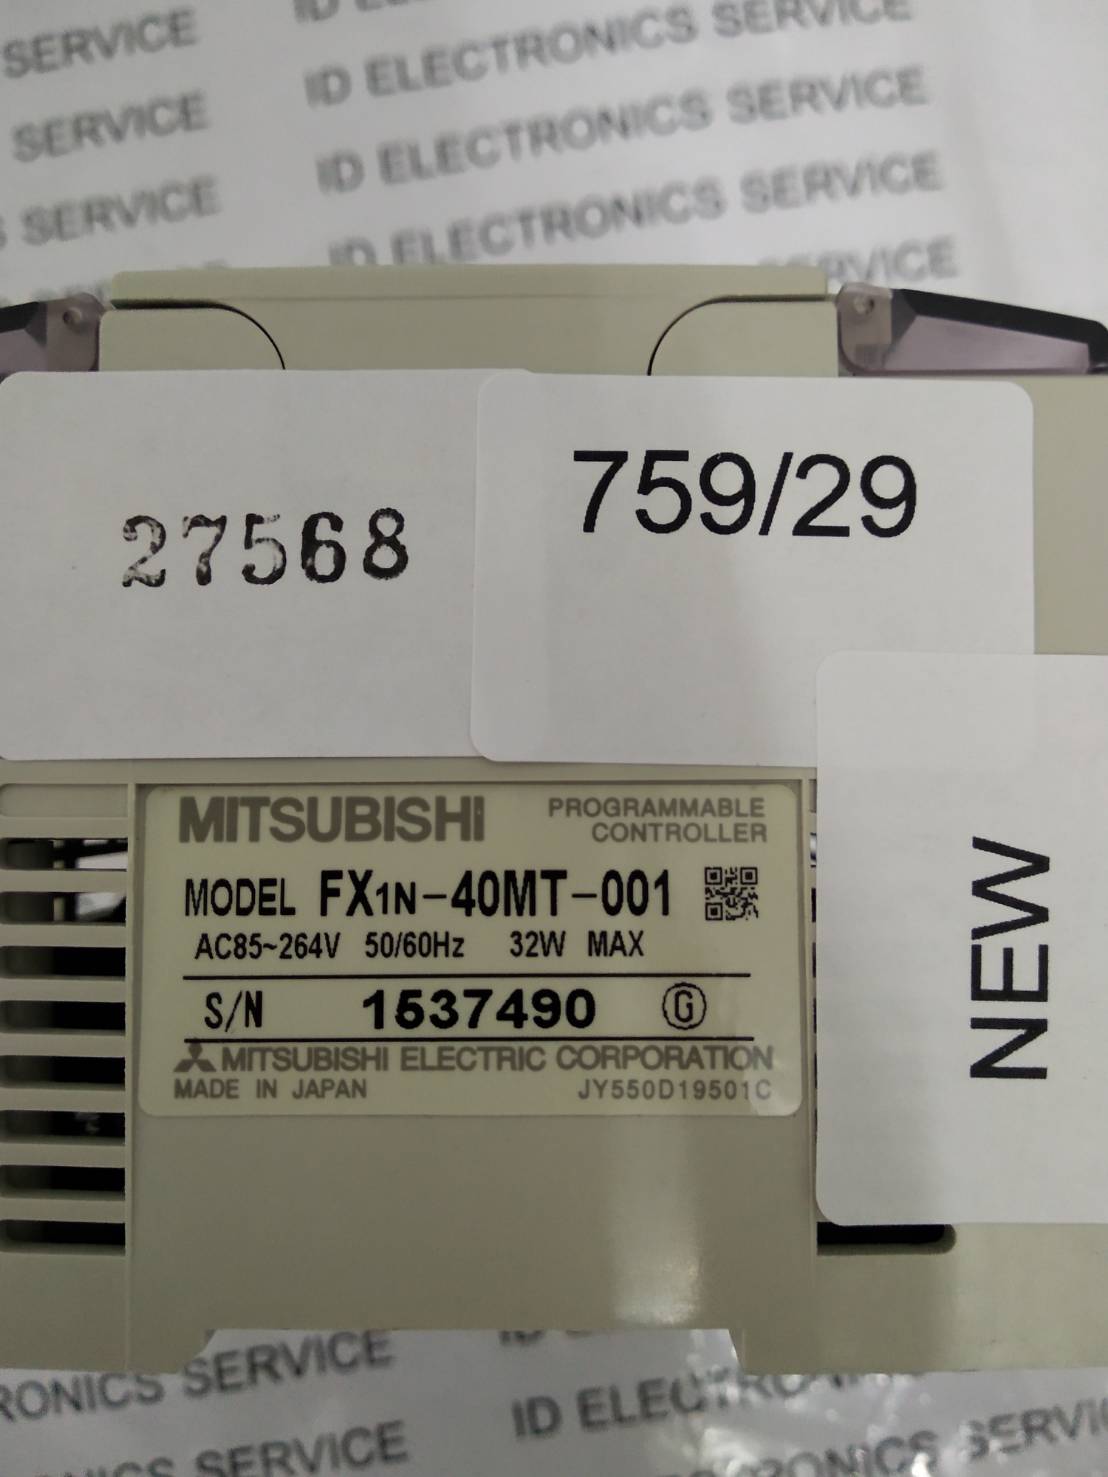 SERVICE
ID ELECTRONICS SERVICE
SERVICE
ID ELECTRONICS SERVICE
SERVICE
ID ELECTRONICS SERVICE
27568
759/29
NEW
MITSUBISHI
PROGRAMMABLE
CONTROLLER
MODEL FX1N-40MT-001
AC85~264V 50/60Hz 32W MAX
S/N 1537490 G
MITSUBISHI ELECTRIC CORPORATION
MADE IN JAPAN JY550D19501C
SERVICE
SERVICE